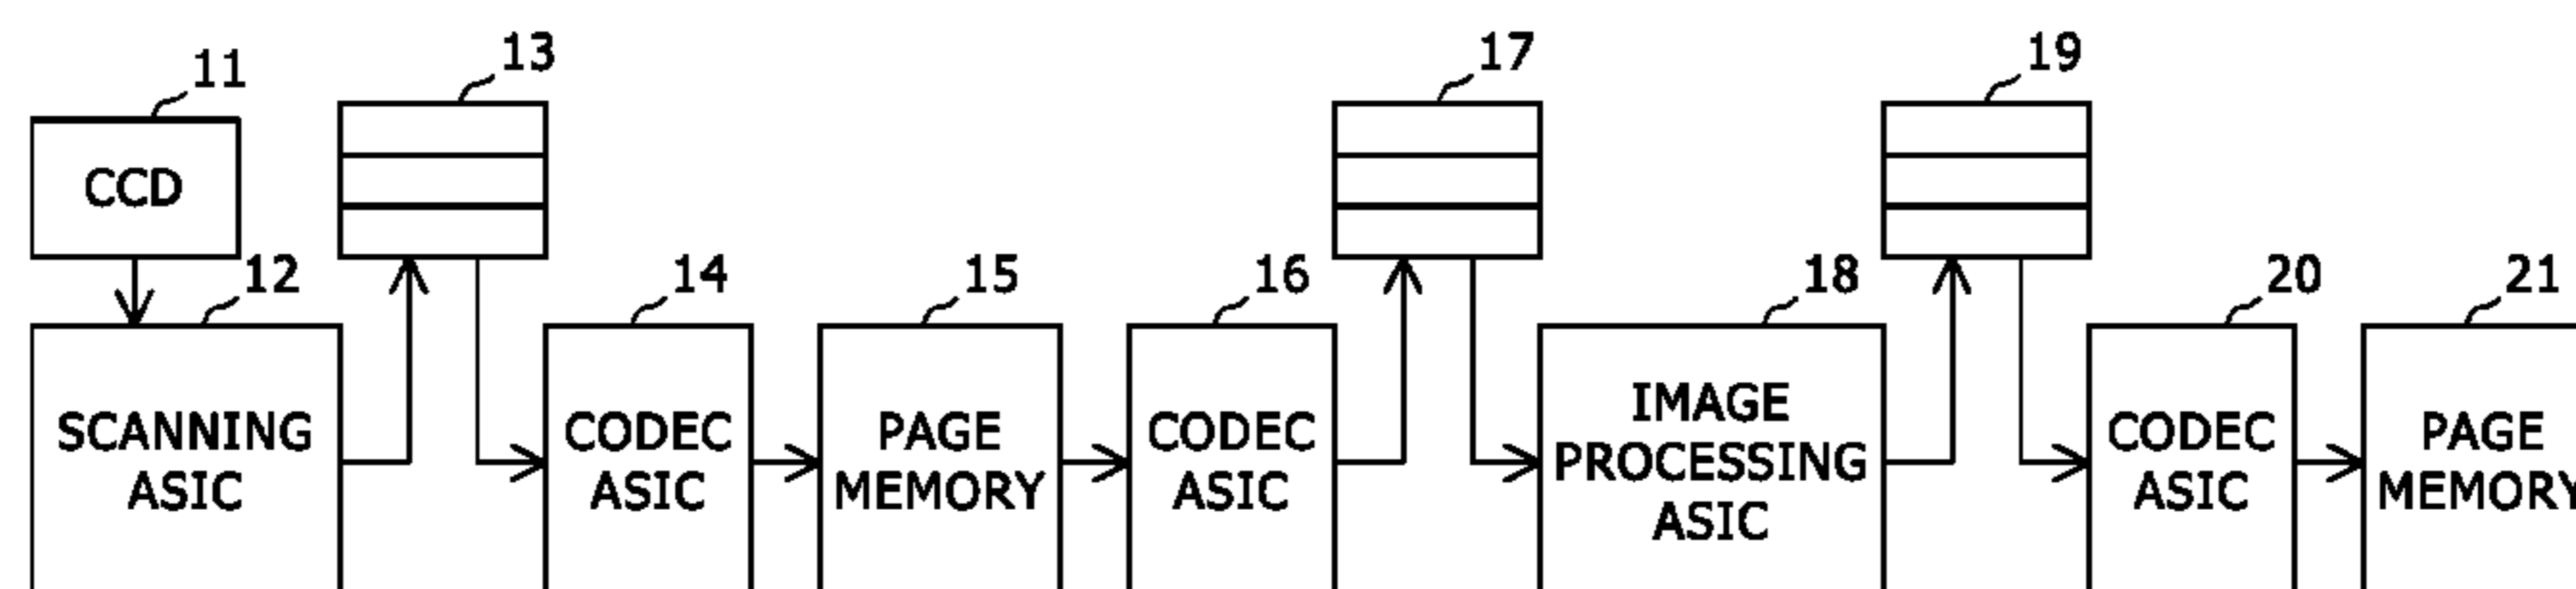 11
13
17
19
CCD
12
14
15
16
18
20
21
SCANNING
ASIC
CODEC
ASIC
PAGE
MEMORY
CODEC
ASIC
IMAGE
PROCESSING
ASIC
CODEC
ASIC
PAGE
MEMORY